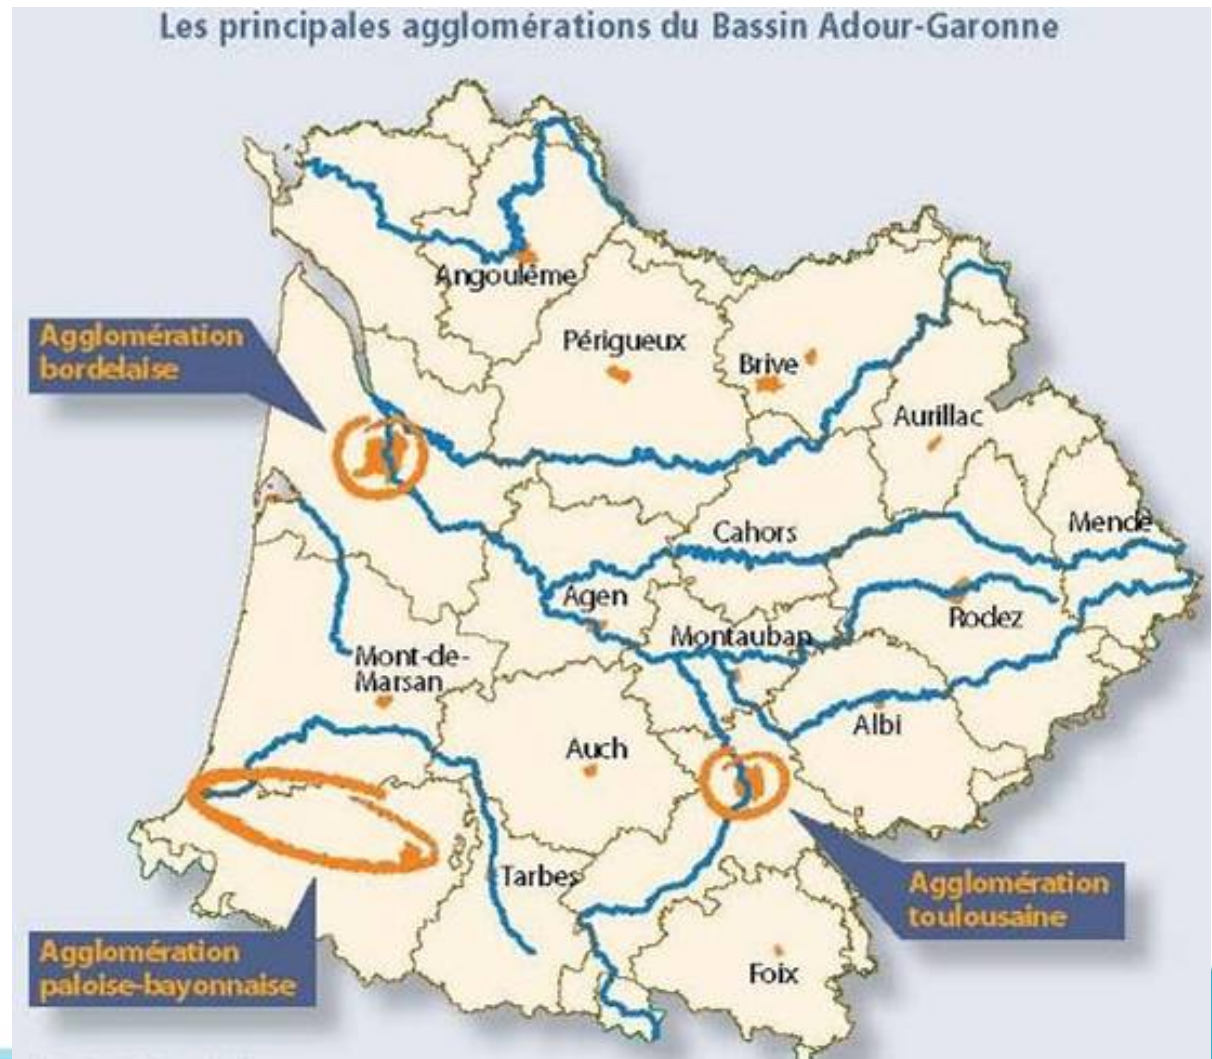 Les principales agglomérations du Bassin Adour-Garonne
Angoulême
Agglomération
bordelaise
Périgueux
Brive
Aurillac
Cahors
Mende
Agen
Rodez
Montauban
Mont-de-
Marsan
Albi
Auch
Tarbes
Agglomération
toulousaine
Agglomération
paloise-bayonnaise
Foix